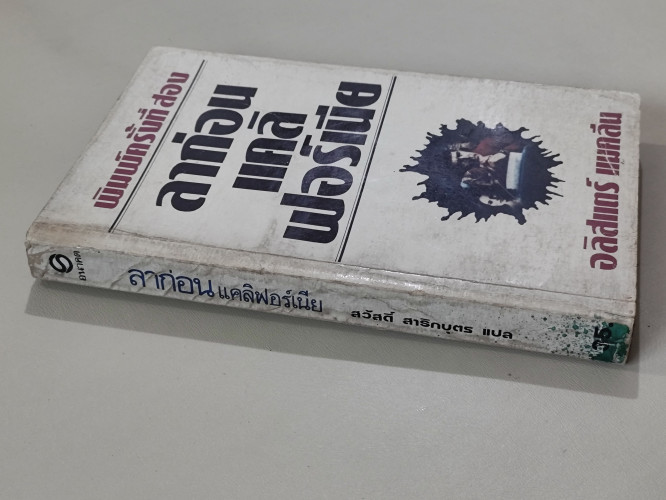 พิมพ์ครั้งที่สอง
ลาก่อน
แคลิ
ฟอร์เนีย
อลิสแตร์ แมคลีน
ลาก่อน แคลิฟอร์เนีย
สวัสดิ์ สาริกบุตร แปล